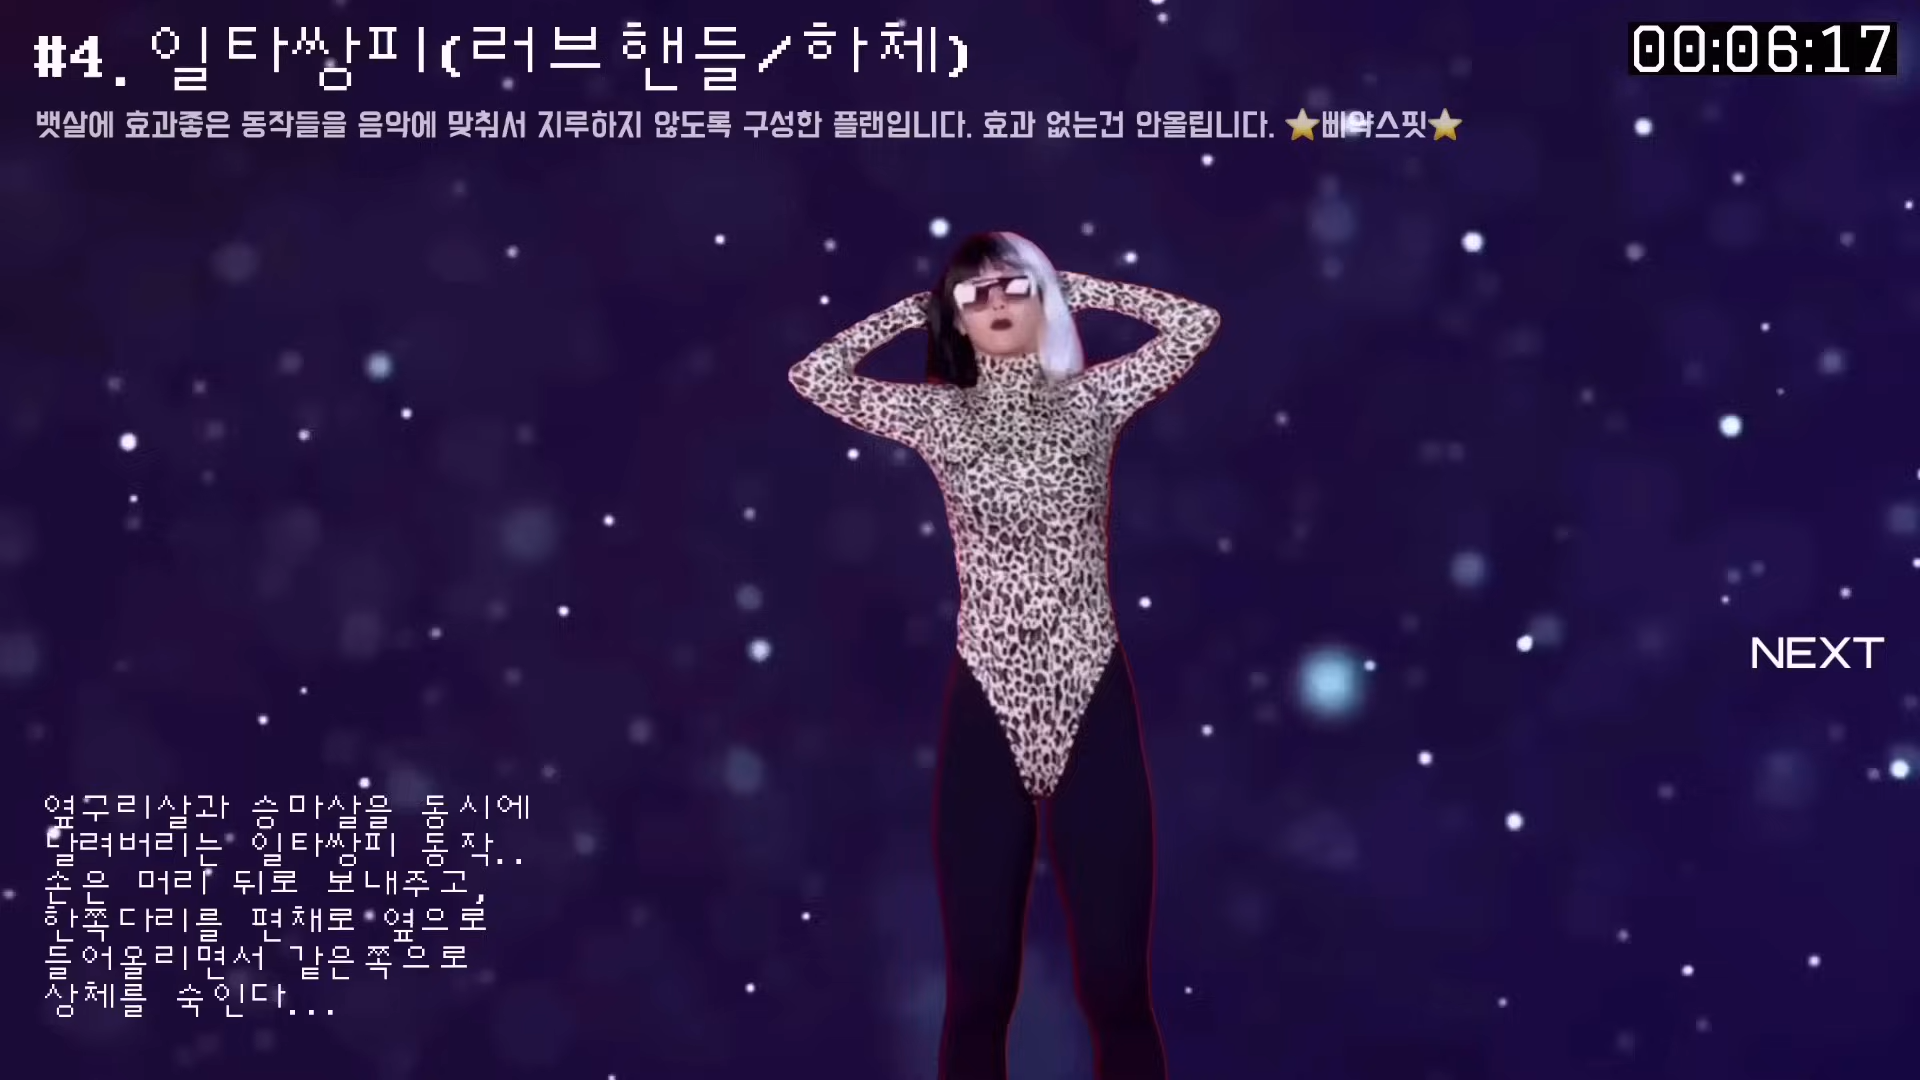 #4. 일타쌍피(러브핸들/하체)
00:06:17
뱃살에 효과좋은 동작들을 음악에 맞춰서 지루하지 않도록 구성한 플랜입니다. 효과 없는건 안올립니다. ⭐삐약스핏⭐
NEXT
옆구리살과 승마살을 동시에
달려버리는 일타쌍피 동작..
손은 머리 뒤로 보내주고,
한쪽다리를 편채로 옆으로
들어올리면서 같은쪽으로
상체를 숙인다...